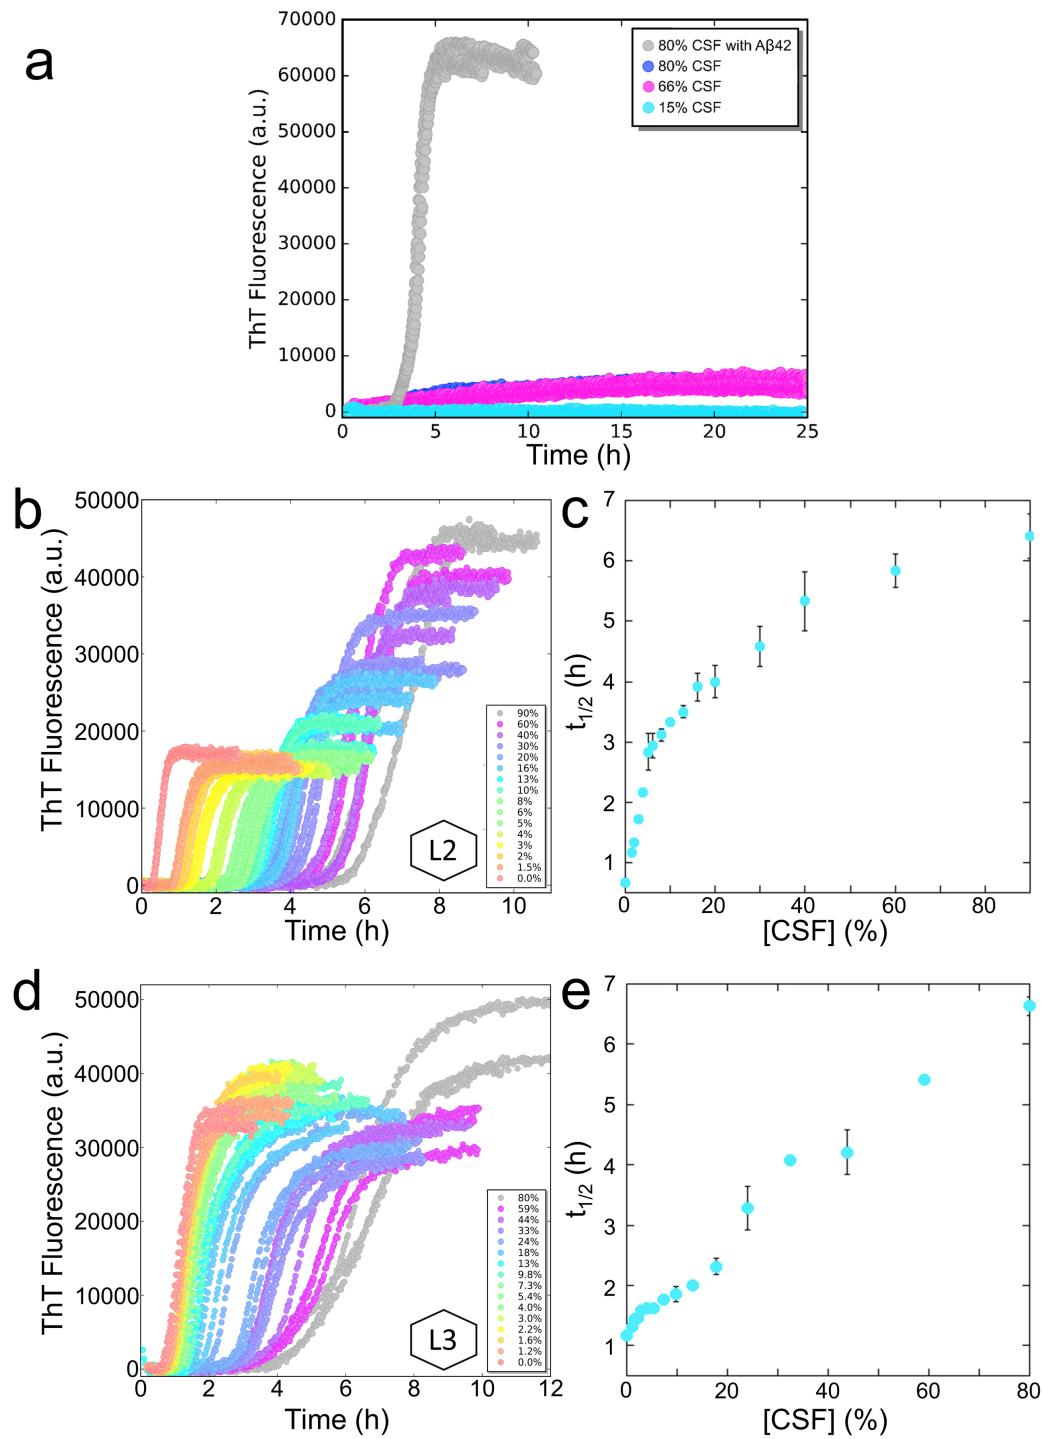 a
70000
60000
50000
40000
30000
20000
10000
0
ThT Fluorescence (a.u.)
80% CSF with Aβ42
80% CSF
66% CSF
15% CSF
0 5 10 15 20 25
Time (h)
b
50000
40000
30000
20000
10000
0
ThT Fluorescence (a.u.)
90%
60%
40%
30%
20%
16%
13%
10%
8%
6%
5%
4%
3%
2%
1.5%
0.0%
L2
0 2 4 6 8 10
Time (h)
c
7
6
5
4
3
2
1
t1/2 (h)
0 20 40 60 80
[CSF] (%)
d
50000
40000
30000
20000
10000
0
ThT Fluorescence (a.u.)
80%
59%
44%
33%
24%
18%
13%
9.8%
7.3%
5.4%
4.0%
3.0%
2.2%
1.6%
1.2%
0.0%
L3
0 2 4 6 8 10 12
Time (h)
e
7
6
5
4
3
2
1
t1/2 (h)
0 20 40 60 80
[CSF] (%)